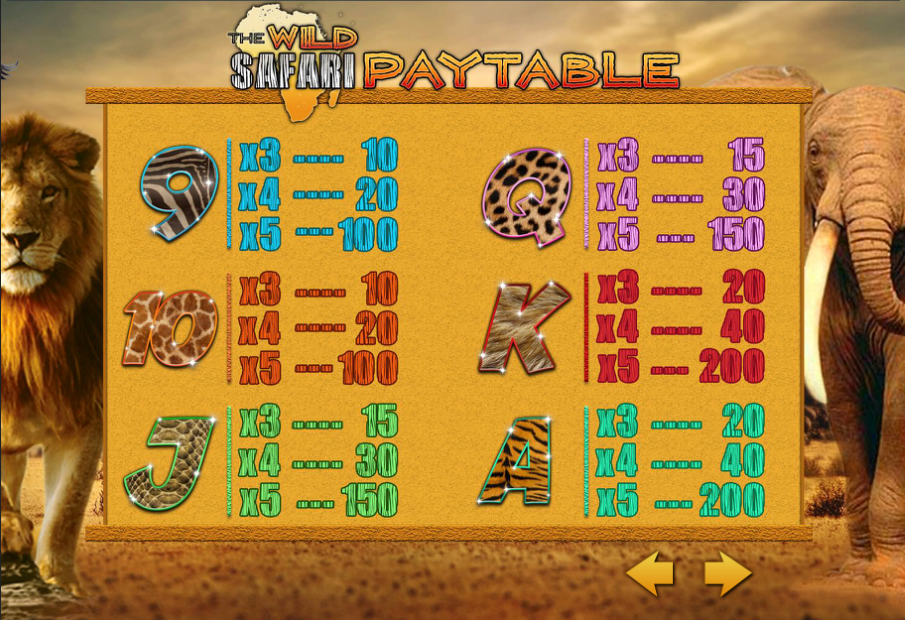 THE WILD
SAFARI PAYTABLE
9
x3 ---- 10
x4 ---- 20
x5 --- 100
10
x3 ---- 10
x4 ---- 20
x5 --- 100
J
x3 ---- 15
x4 ---- 30
x5 --- 150
Q
x3 ---- 15
x4 ---- 30
x5 --- 150
K
x3 ---- 20
x4 ---- 40
x5 --- 200
A
x3 ---- 20
x4 ---- 40
x5 --- 200